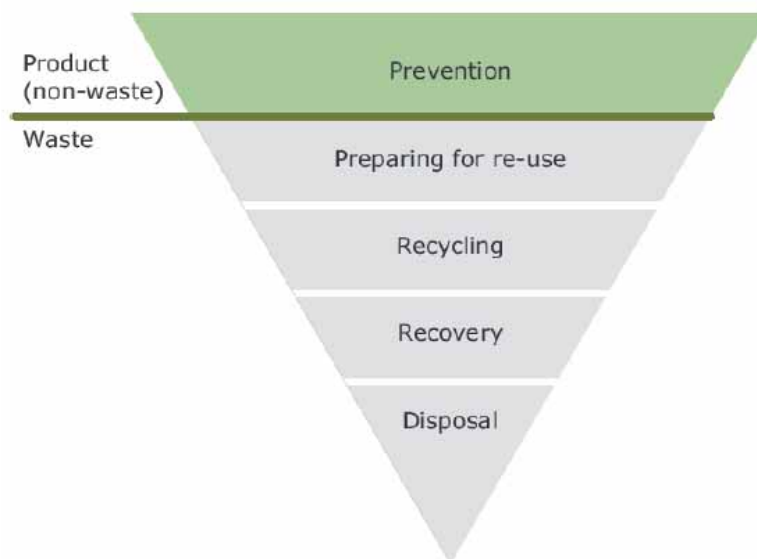 Product
(non-waste)
Prevention
Waste
Preparing for re-use
Recycling
Recovery
Disposal